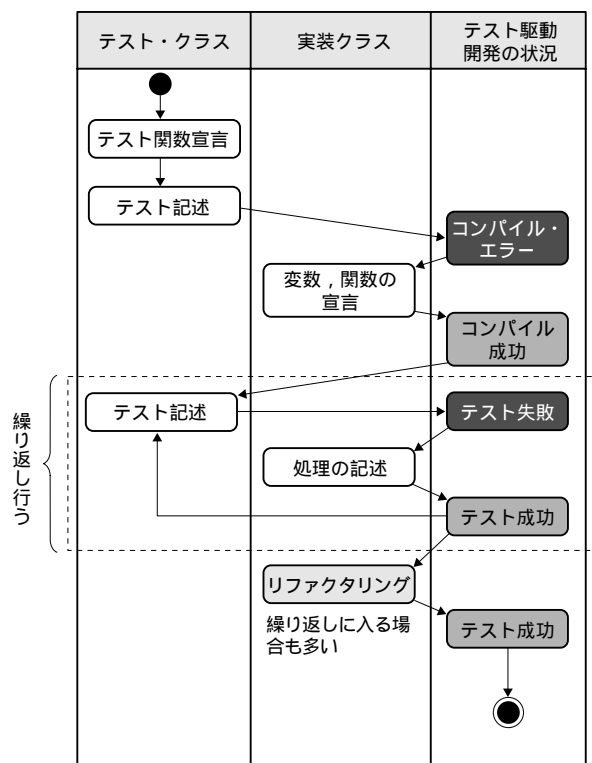 テスト・クラス
実装クラス
テスト駆動
開発の状況
テスト関数宣言
テスト記述
コンパイル・
エラー
変数，関数の
宣言
コンパイル
成功
繰り返し行う
テスト記述
テスト失敗
処理の記述
テスト成功
リファクタリング
繰り返しに入る場
合も多い
テスト成功